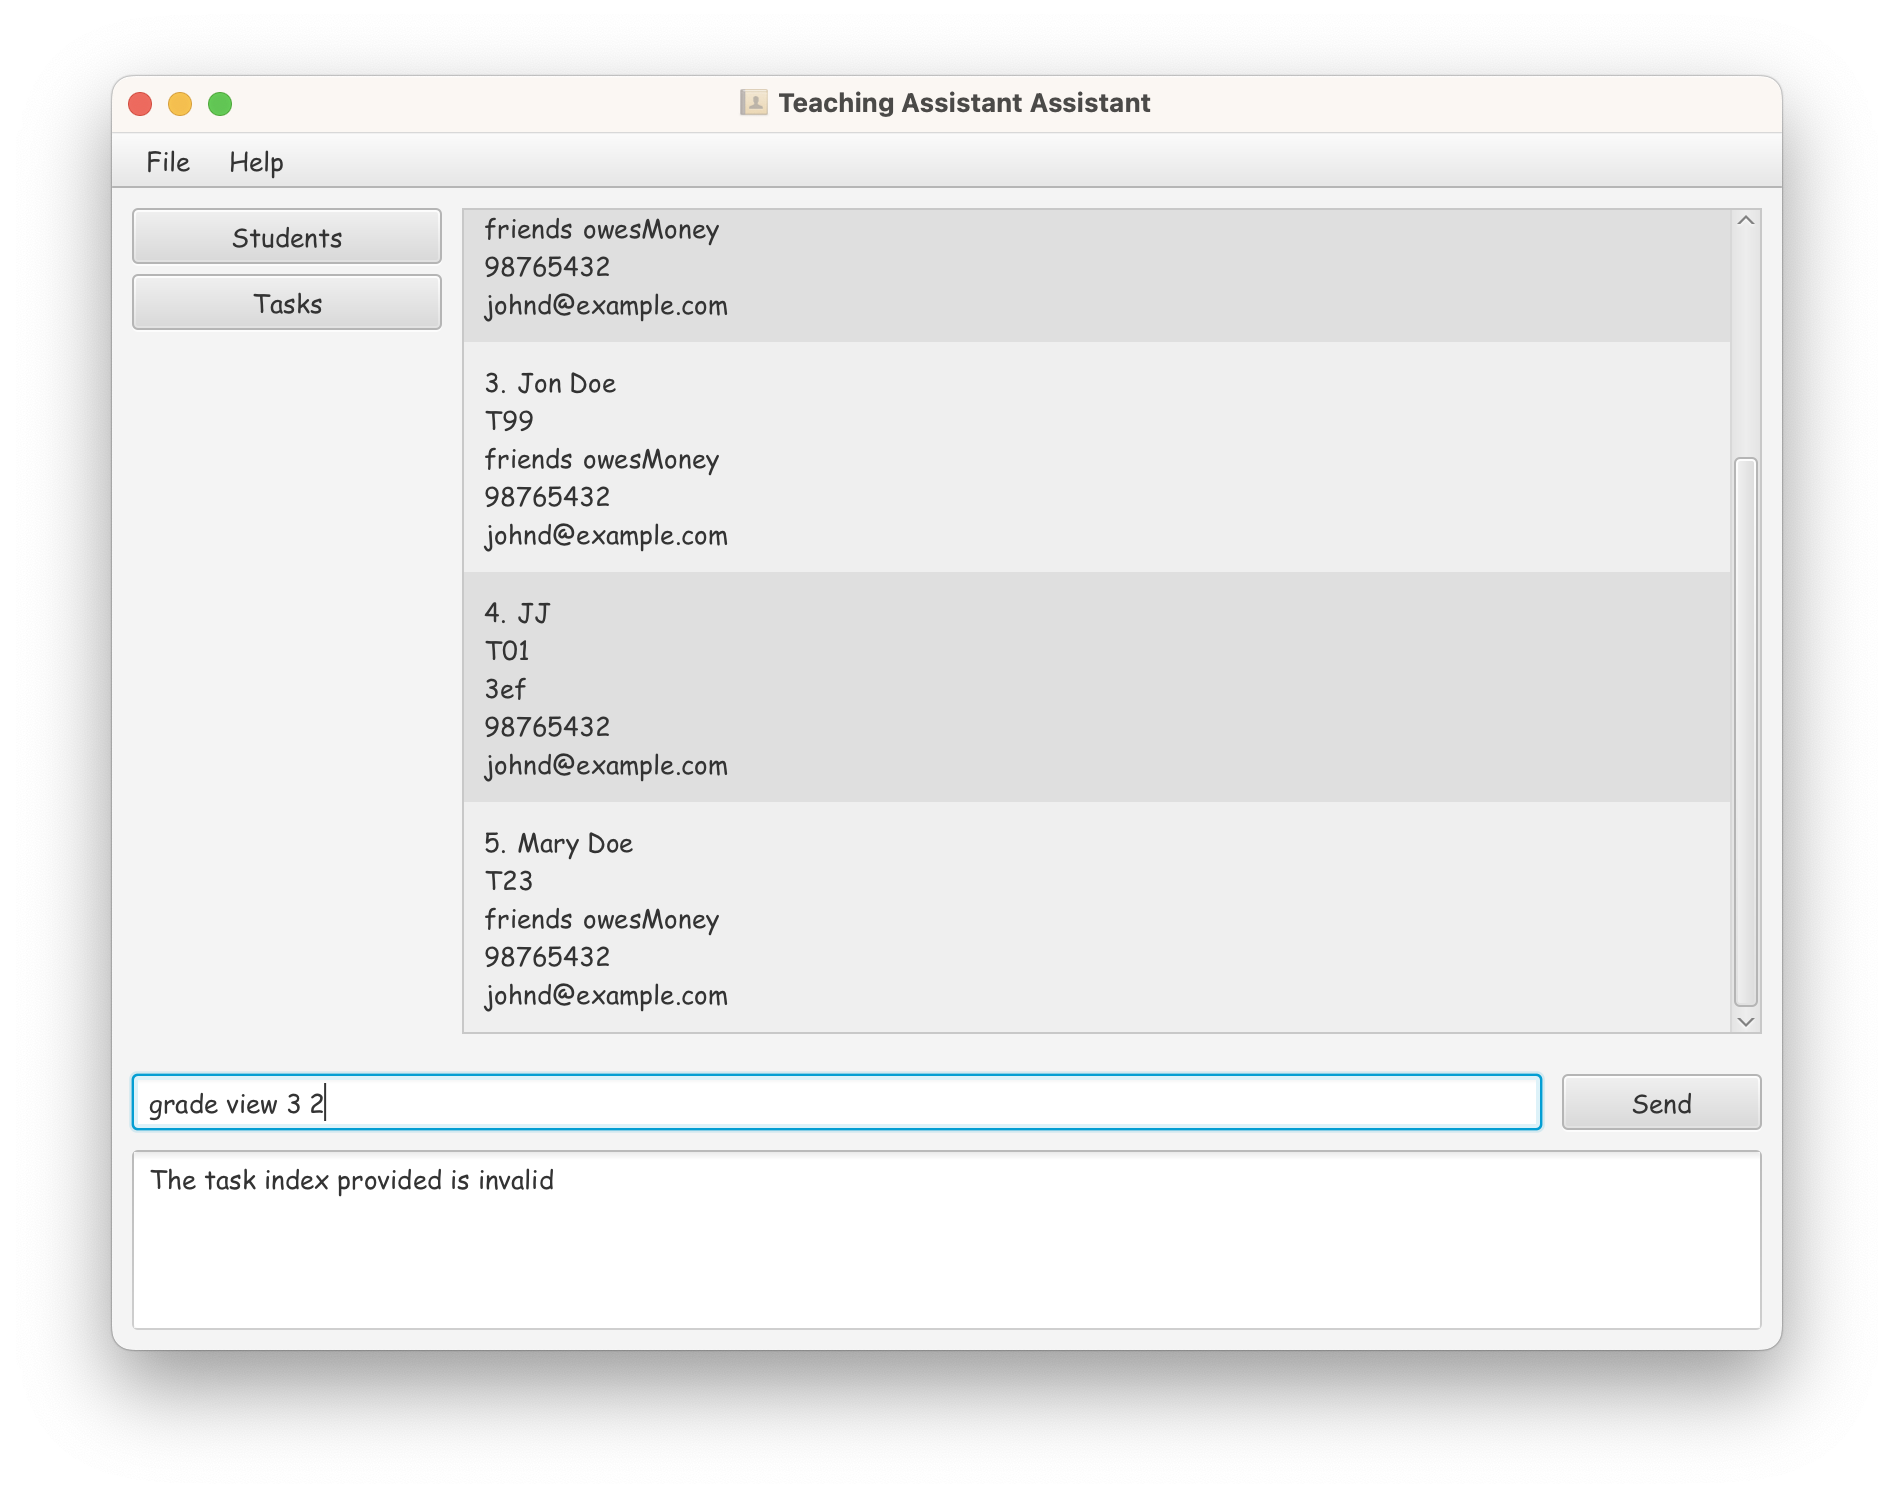 Teaching Assistant Assistant
File Help
Students
Tasks
friends owesMoney
98765432
johnd@example.com
3. Jon Doe
T99
friends owesMoney
98765432
johnd@example.com
4. JJ
T01
3ef
98765432
johnd@example.com
5. Mary Doe
T23
friends owesMoney
98765432
johnd@example.com
grade view 3 2
Send
The task index provided is invalid